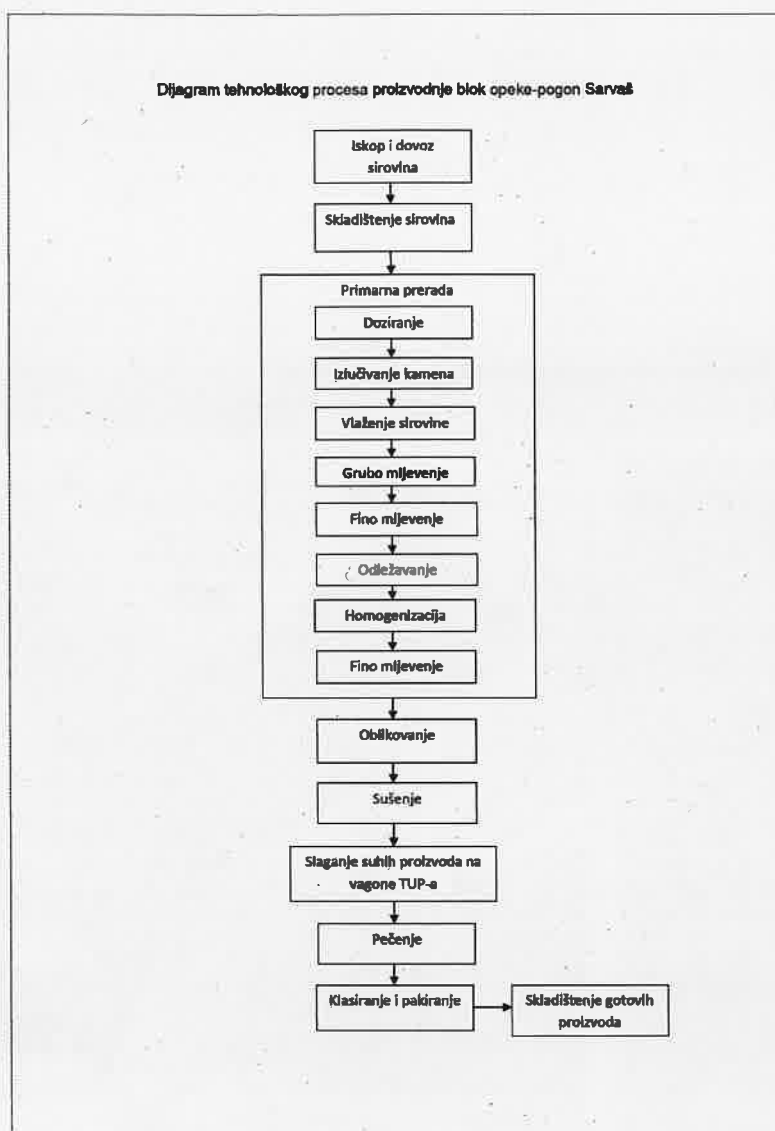 Dijagram tehnološkog procesa proizvodnje blok opeke-pogon Sarvaš
Iskop i dovoz
sirovina
Skladištenje sirovina
Primarna prerada
Doziranje
Izlučivanje kamena
Vlaženje sirovine
Grubo mljevenje
Fino mljevenje
Odležavanje
Homogenizacija
Fino mljevenje
Oblikovanje
Sušenje
Slaganje suhih proizvoda na
vagone TUP-a
Pečenje
Klasiranje i pakiranje
Skladištenje gotovih
proizvoda